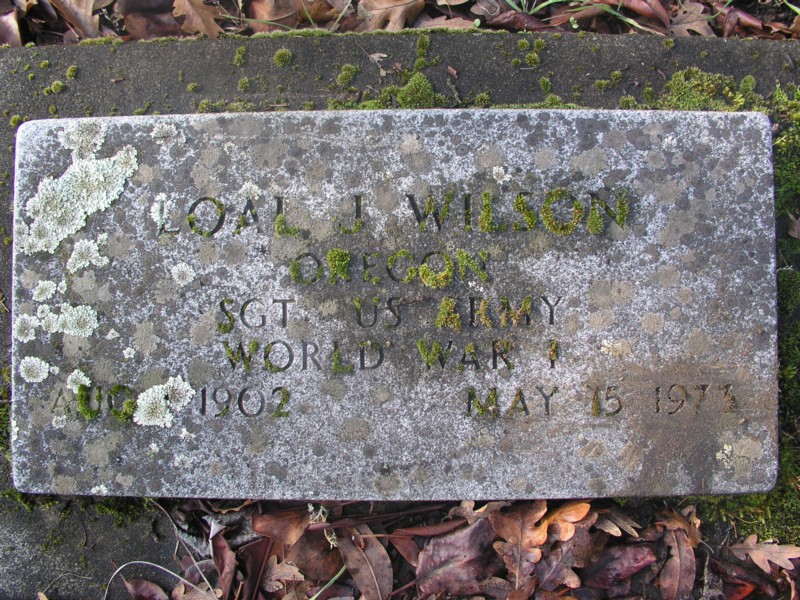 LOAL J WILSON
OREGON
SGT US ARMY
WORLD WAR I
AUG 1902 MAY 15 1973